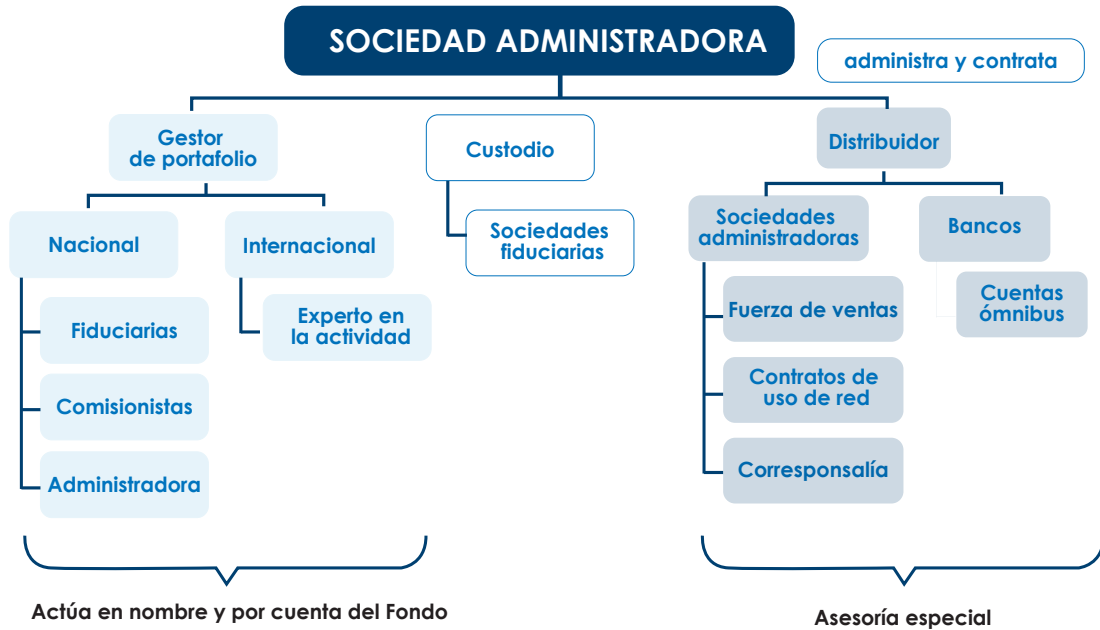 SOCIEDAD ADMINISTRADORA
administra y contrata
Gestor
de portafolio
Custodio
Distribuidor
Nacional
Internacional
Sociedades
fiduciarias
Sociedades
administradoras
Bancos
Fiduciarias
Experto en
la actividad
Fuerza de ventas
Cuentas
ómnibus
Comisionistas
Contratos de
uso de red
Administradora
Corresponsalía
Actúa en nombre y por cuenta del Fondo
Asesoría especial